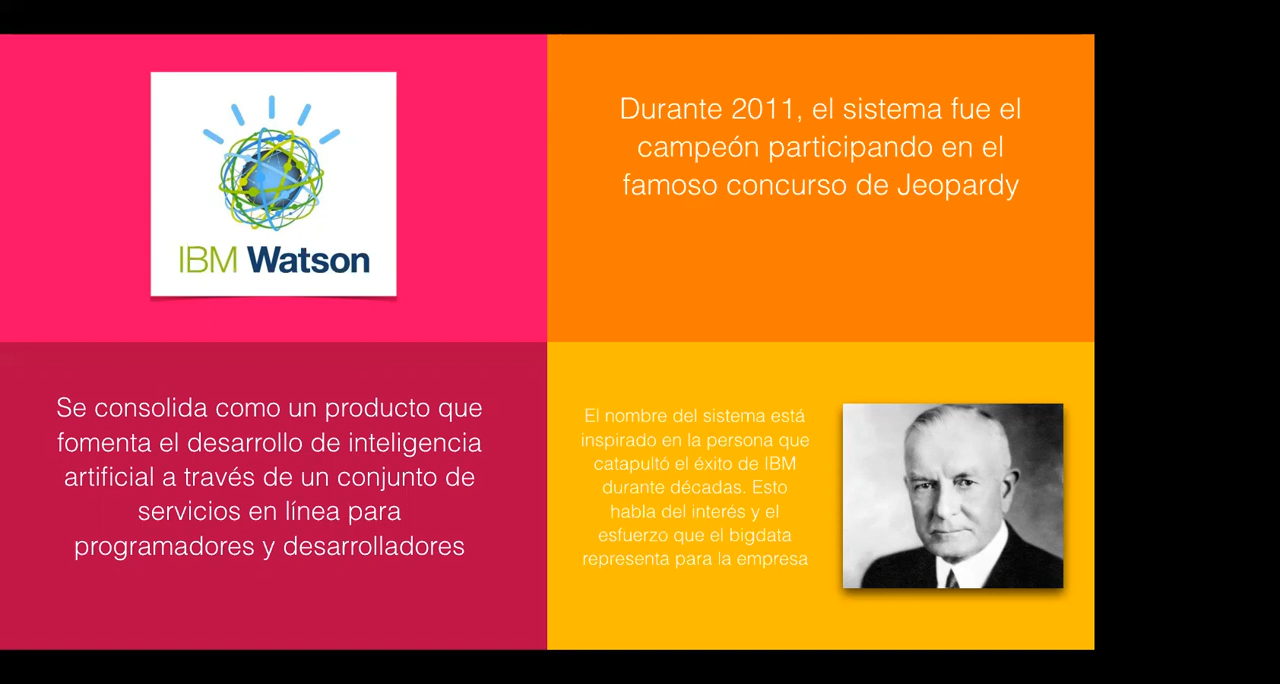 IBM Watson
Durante 2011, el sistema fue el
campeón participando en el
famoso concurso de Jeopardy
Se consolida como un producto que
fomenta el desarrollo de inteligencia
artificial a través de un conjunto de
servicios en línea para
programadores y desarrolladores
El nombre del sistema está
inspirado en la persona que
catapultó el éxito de IBM
durante décadas. Esto
habla del interés y el
esfuerzo que el bigdata
representa para la empresa